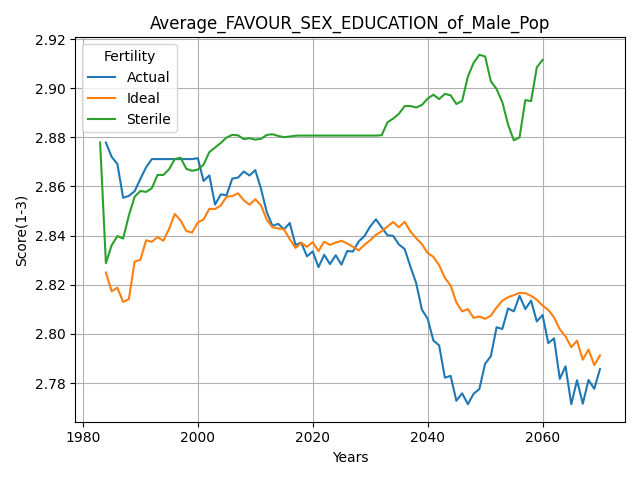 Average_FAVOUR_SEX_EDUCATION_of_Male_Pop
Fertility
Actual
Ideal
Sterile
Score(1-3)
2.92
2.90
2.88
2.86
2.84
2.82
2.80
2.78
1980 2000 2020 2040 2060
Years